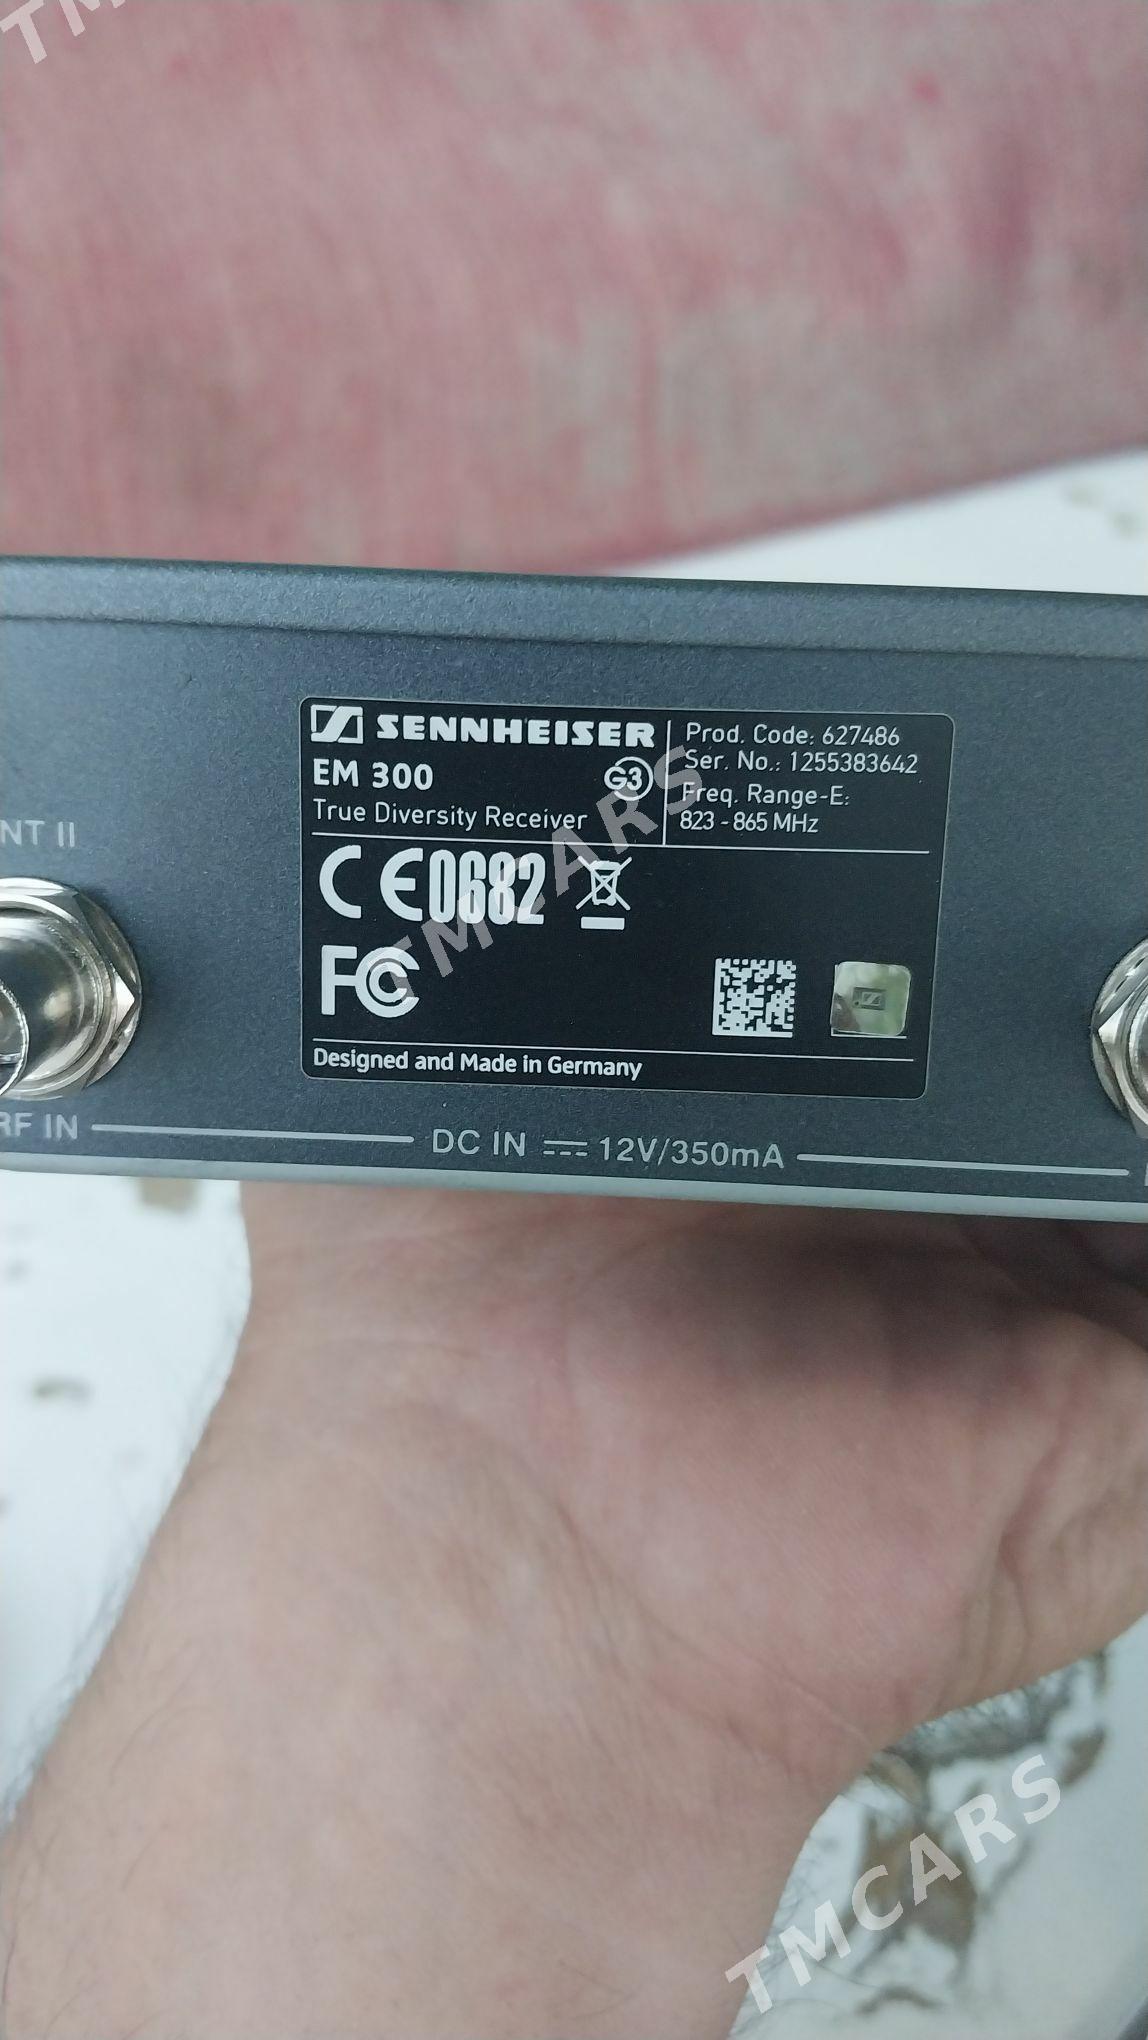 TM
SENNHEISER
EM 300 G3
True Diversity Receiver
Prod. Code: 627486
Ser. No.: 1255383642
Freq. Range-E:
823 - 865 MHz
CE0682
FC
Designed and Made in Germany
NT II
RF IN
DC IN 12V/350mA
TMCARS
TMCARS